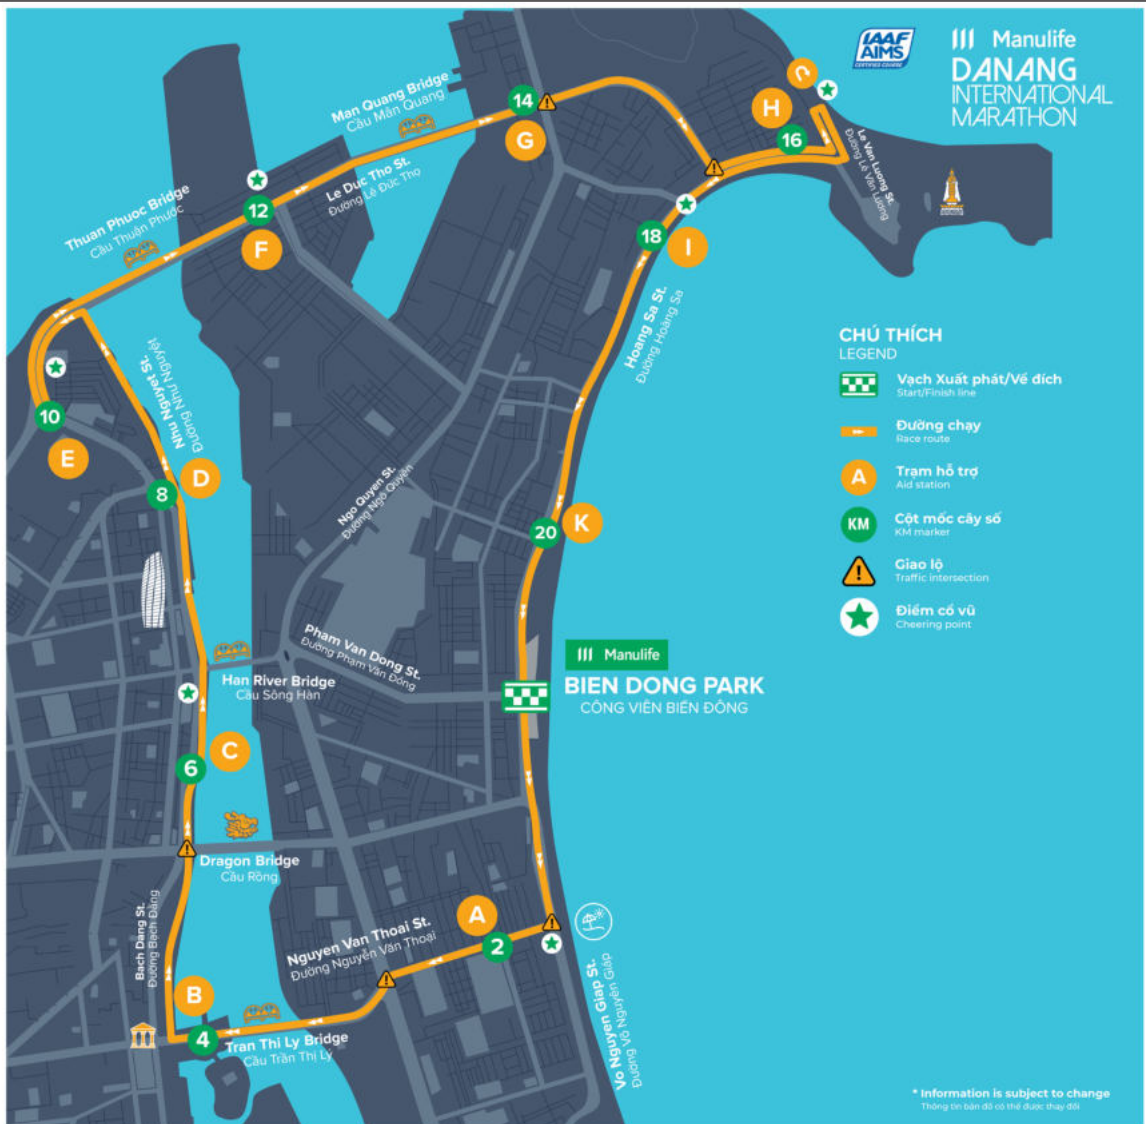 IAAF
AIMS
CERTIFIED COURSE
Manulife
DANANG
INTERNATIONAL
MARATHON
Man Quang Bridge
Cầu Mân Quang
14
G
H
16
Le Van Luong St.
Đường Lê Văn Lương
Thuan Phuoc Bridge
Cầu Thuận Phước
12
F
Le Duc Tho St.
Đường Lê Đức Thọ
18
I
Hoang Sa St.
Đường Hoàng Sa
CHÚ THÍCH
LEGEND
Vạch Xuất phát/Về đích
Start/Finish line
Đường chạy
Race route
A
Trạm hỗ trợ
Aid station
KM
Cột mốc cây số
KM marker
Giao lộ
Traffic intersection
Điểm cổ vũ
Cheering point
10
E
Nhu Nguyet St.
Đường Như Nguyệt
D
8
Ngo Quyen St.
Đường Ngô Quyền
20
K
Pham Van Dong St.
Đường Phạm Văn Đồng
Han River Bridge
Cầu Sông Hàn
Manulife
BIEN DONG PARK
CÔNG VIÊN BIỂN ĐÔNG
C
6
Dragon Bridge
Cầu Rồng
Bach Dang St.
Đường Bạch Đằng
A
2
Nguyen Van Thoai St.
Đường Nguyễn Văn Thoại
B
4
Tran Thi Ly Bridge
Cầu Trần Thị Lý
Vo Nguyen Giap St.
Đường Võ Nguyên Giáp
* Information is subject to change
Thông tin bản đồ có thể được thay đổi